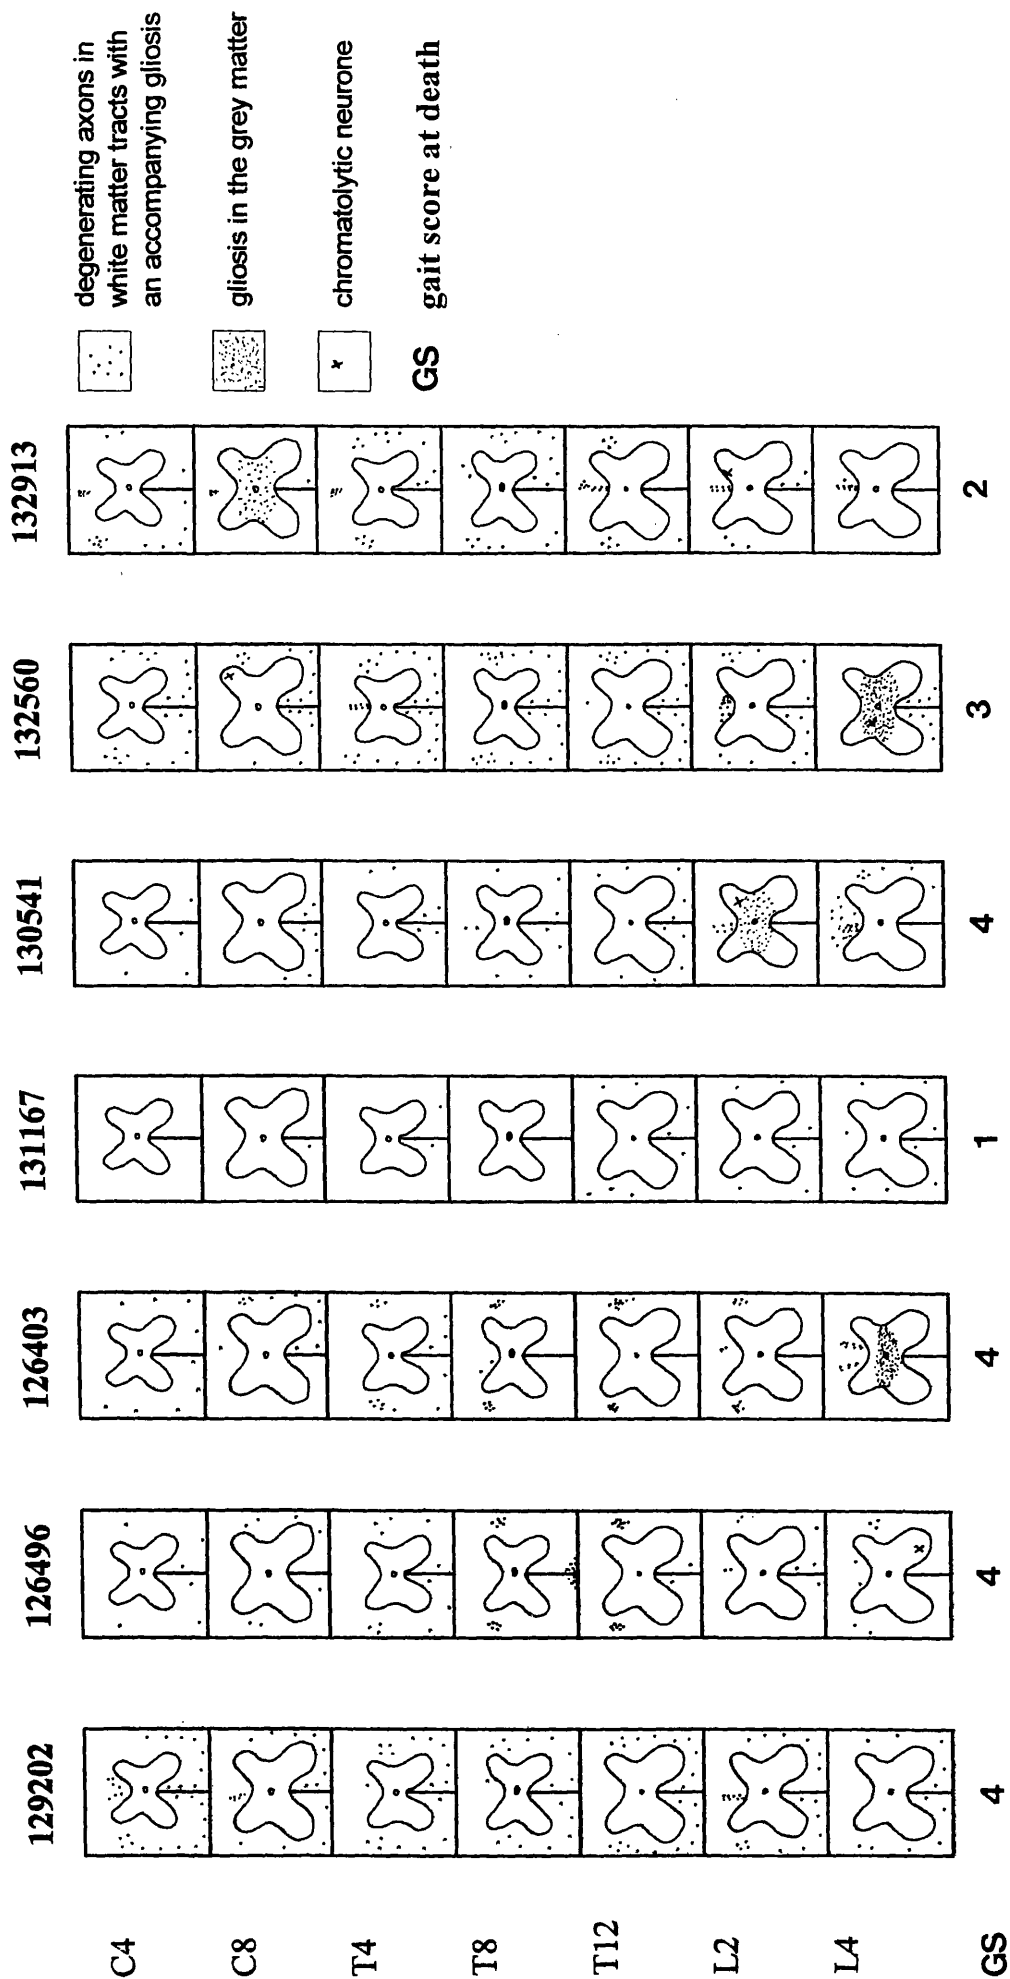 129202 126496 126403 131167 130541 132560 132913
C4
C8
T4
T8
T12
L2
L4
GS 4 4 4 1 4 3 2
degenerating axons in
white matter tracts with
an accompanying gliosis
gliosis in the grey matter
chromatolytic neurone
GS gait score at death